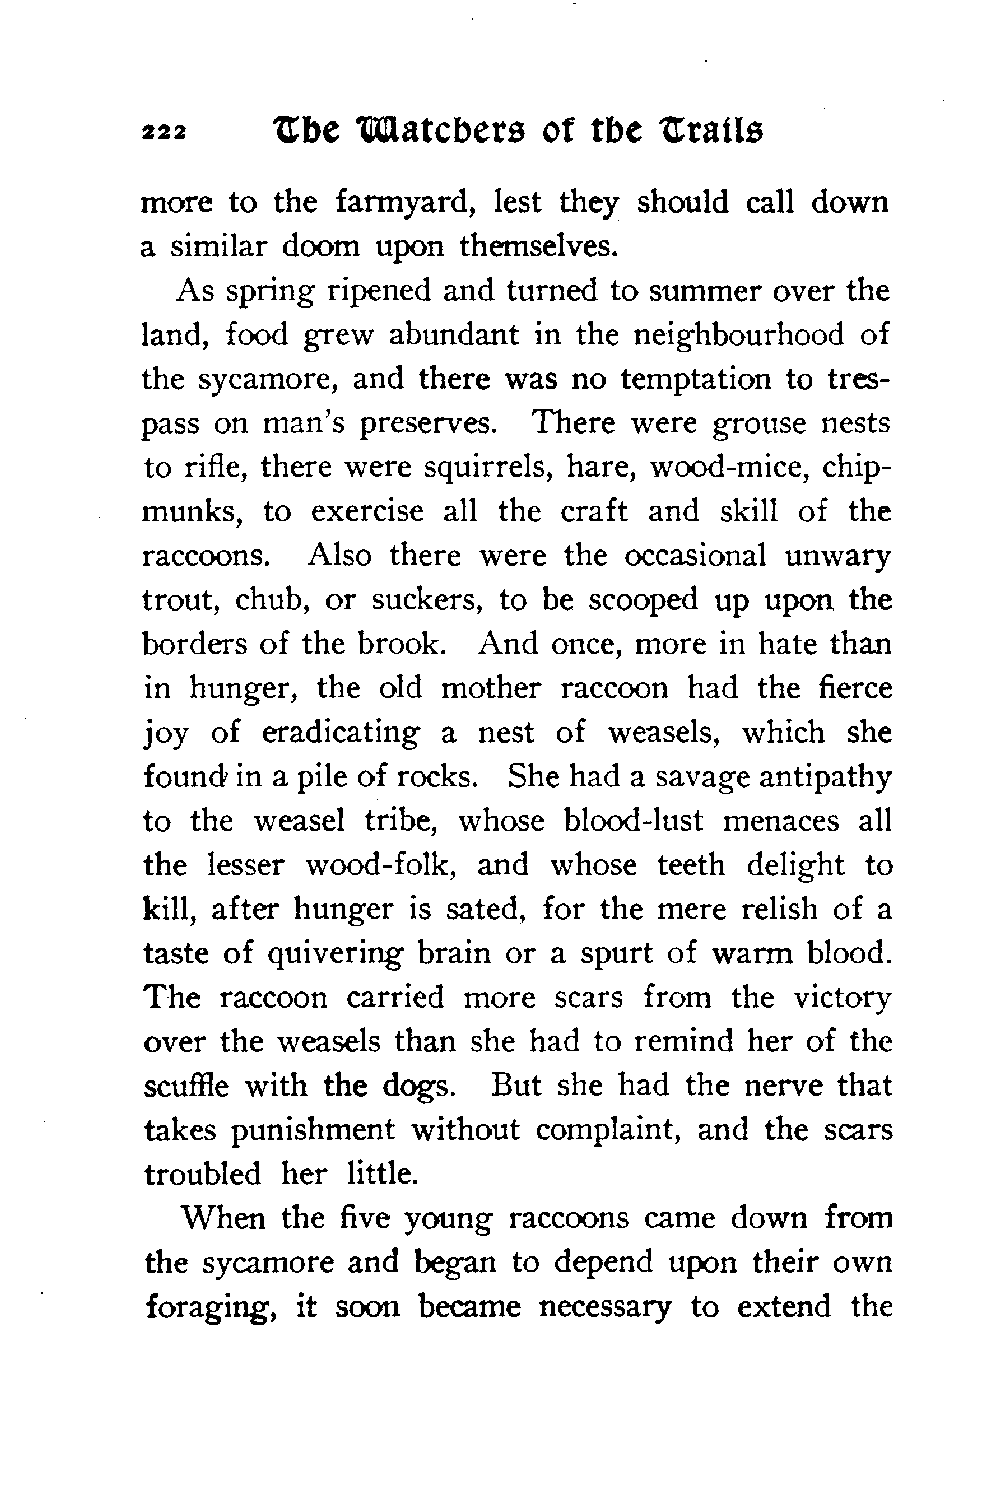 222 The Watchers of the Trails
more to the farmyard, lest they should call down
a similar doom upon themselves.
As spring ripened and turned to summer over the
land, food grew abundant in the neighbourhood of
the sycamore, and there was no temptation to tres-
pass on man's preserves. There were grouse nests
to rifle, there were squirrels, hare, wood-mice, chip-
munks, to exercise all the craft and skill of the
raccoons. Also there were the occasional unwary
trout, chub, or suckers, to be scooped up upon the
borders of the brook. And once, more in hate than
in hunger, the old mother raccoon had the fierce
joy of eradicating a nest of weasels, which she
found in a pile of rocks. She had a savage antipathy
to the weasel tribe, whose blood-lust menaces all
the lesser wood-folk, and whose teeth delight to
kill, after hunger is sated, for the mere relish of a
taste of quivering brain or a spurt of warm blood.
The raccoon carried more scars from the victory
over the weasels than she had to remind her of the
scuffle with the dogs. But she had the nerve that
takes punishment without complaint, and the scars
troubled her little.
When the five young raccoons came down from
the sycamore and began to depend upon their own
foraging, it soon became necessary to extend the